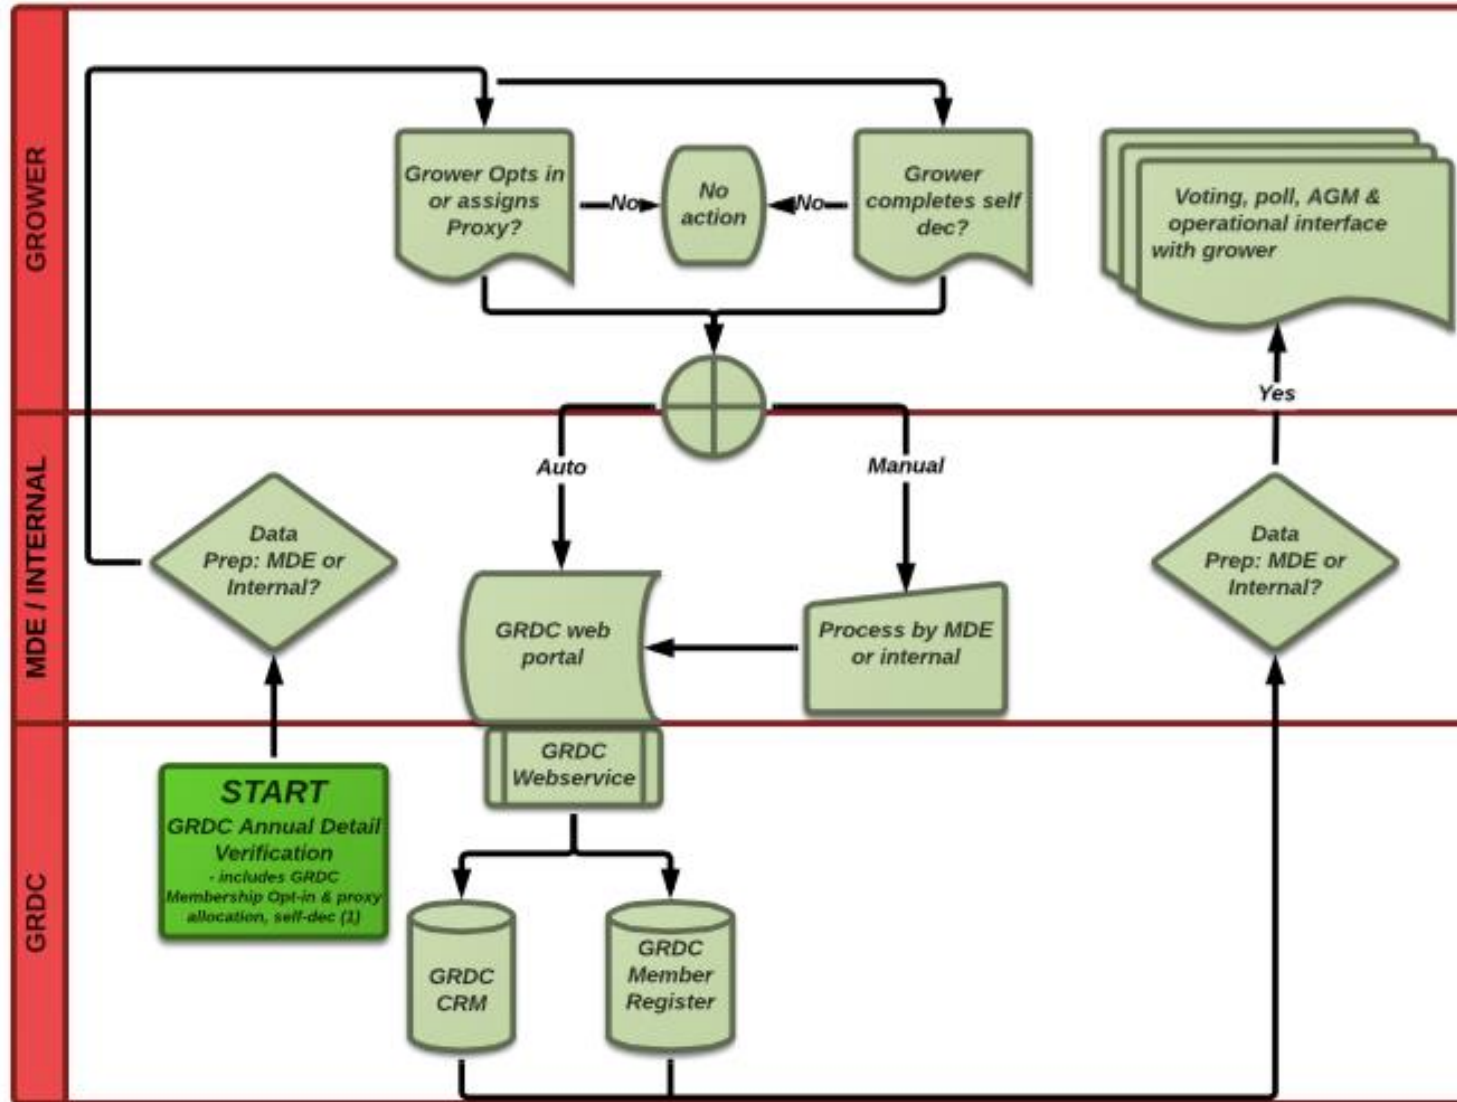 GROWER
Grower Opts in
or assigns
Proxy?
No
No
action
No
Grower
completes self
dec?
Voting, poll, AGM &
operational interface
with grower
Yes
MDE / INTERNAL
Auto
Manual
Data
Prep: MDE or
Internal?
GRDC web
portal
Process by MDE
or internal
Data
Prep: MDE or
Internal?
GRDC
START
GRDC Annual Detail
Verification
- includes GRDC
Membership Opt-in & proxy
allocation, self-dec (1)
GRDC
Webservice
GRDC
CRM
GRDC
Member
Register